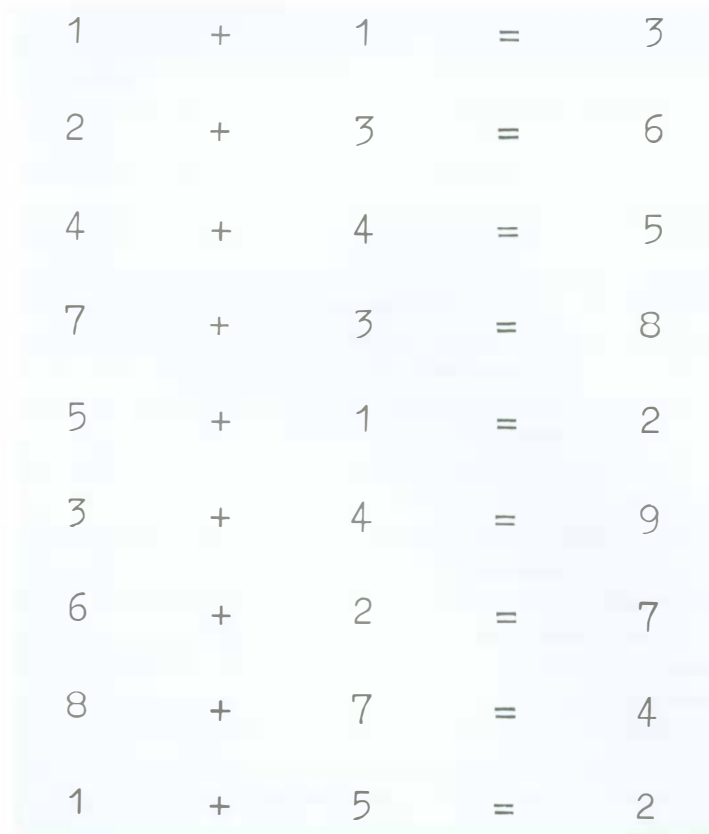 1 + 1 = 3
2 + 3 = 6
4 + 4 = 5
7 + 3 = 8
5 + 1 = 2
3 + 4 = 9
6 + 2 = 7
8 + 7 = 4
1 + 5 = 2